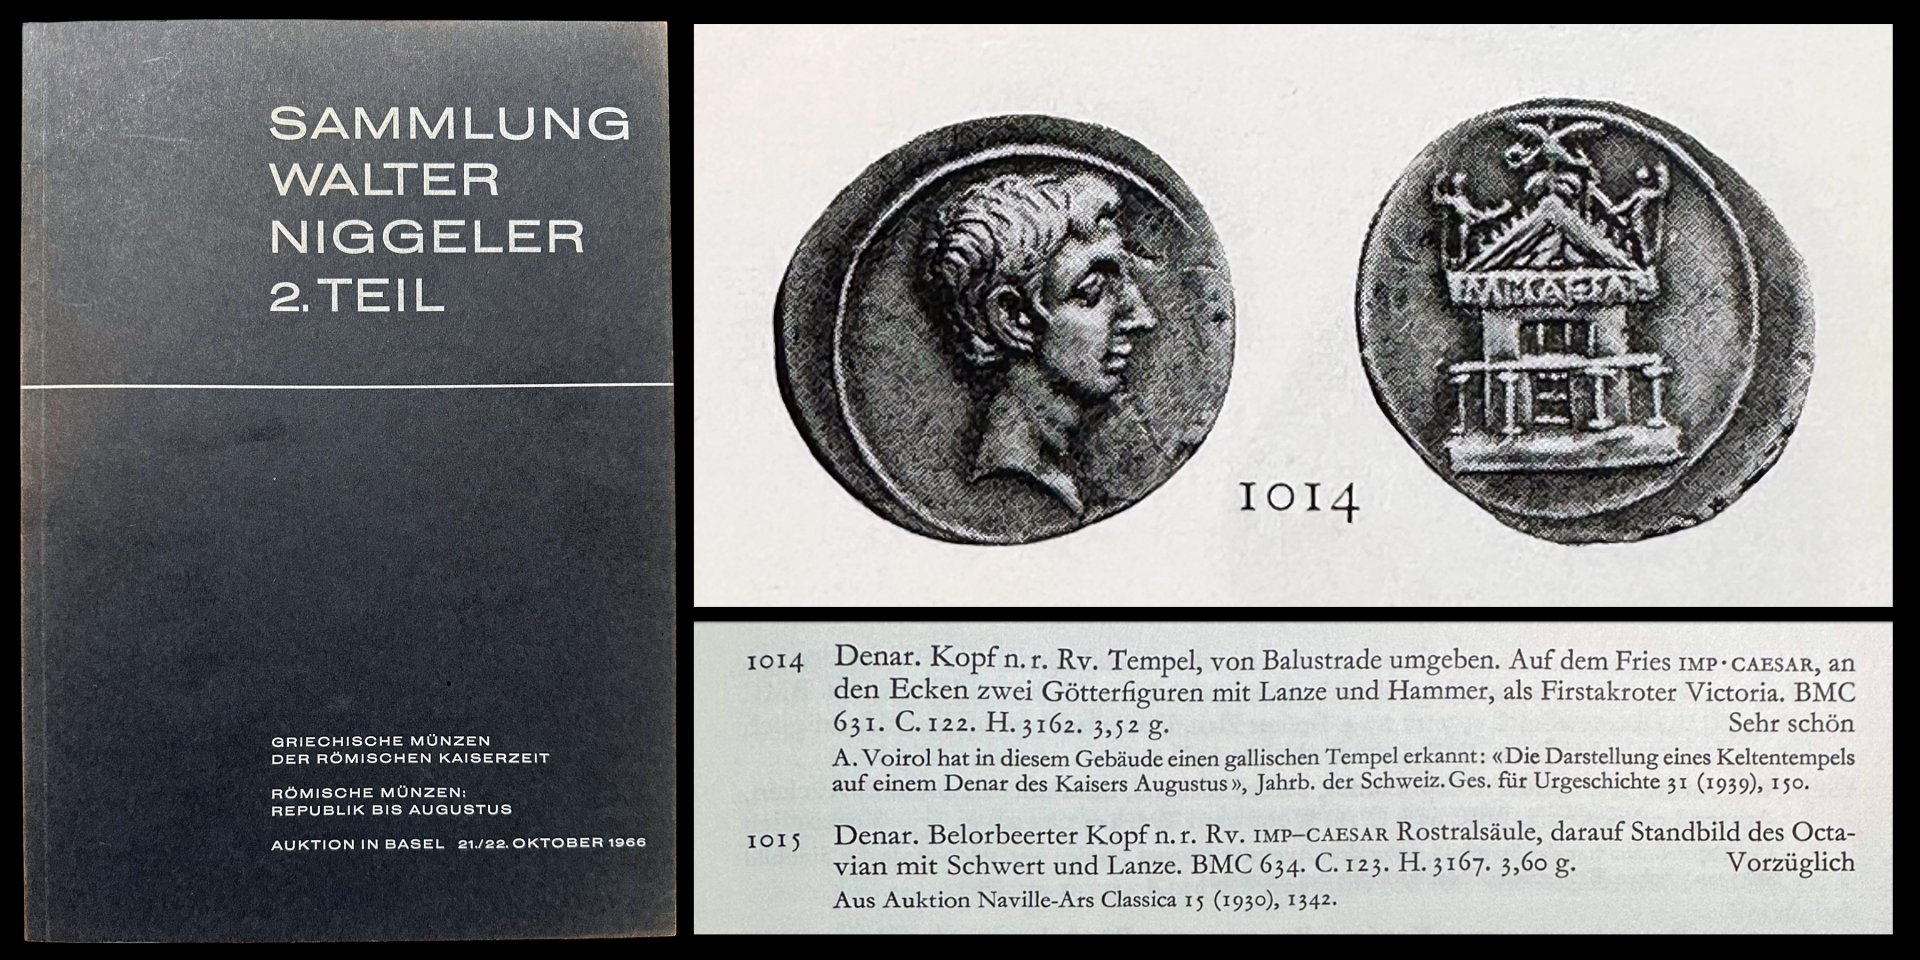 SAMMLUNG
WALTER
NIGGELER
2. TEIL
GRIECHISCHE MÜNZEN
DER RÖMISCHEN KAISERZEIT
RÖMISCHE MÜNZEN:
REPUBLIK BIS AUGUSTUS
AUKTION IN BASEL 21./22. OKTOBER 1966
IMP CAESAR
1014
1014 Denar. Kopf n. r. Rv. Tempel, von Balustrade umgeben. Auf dem Fries IMP·CAESAR, an
den Ecken zwei Götterfiguren mit Lanze und Hammer, als Firstakroter Victoria. BMC
631. C. 122. H. 3162. 3,52 g. Sehr schön
A. Voirol hat in diesem Gebäude einen gallischen Tempel erkannt: «Die Darstellung eines Keltentempels
auf einem Denar des Kaisers Augustus», Jahrb. der Schweiz. Ges. für Urgeschichte 31 (1939), 150.
1015 Denar. Belorbeerter Kopf n. r. Rv. IMP–CAESAR Rostralsäule, darauf Standbild des Octa-
vian mit Schwert und Lanze. BMC 634. C. 123. H. 3167. 3,60 g. Vorzüglich
Aus Auktion Naville-Ars Classica 15 (1930), 1342.